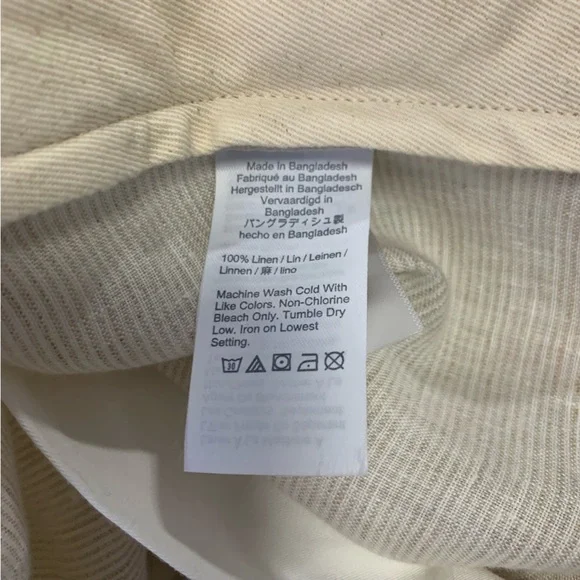 Made in Bangladesh
Fabriqué au Bangladesh
Hergestellt in Bangladesch
Vervaardigd in
Bangladesh
バングラディシュ製
hecho en Bangladesh
100% Linen / Lin / Leinen /
Linnen / 麻 / lino
Machine Wash Cold With
Like Colors. Non-Chlorine
Bleach Only. Tumble Dry
Low. Iron on Lowest
Setting.
30